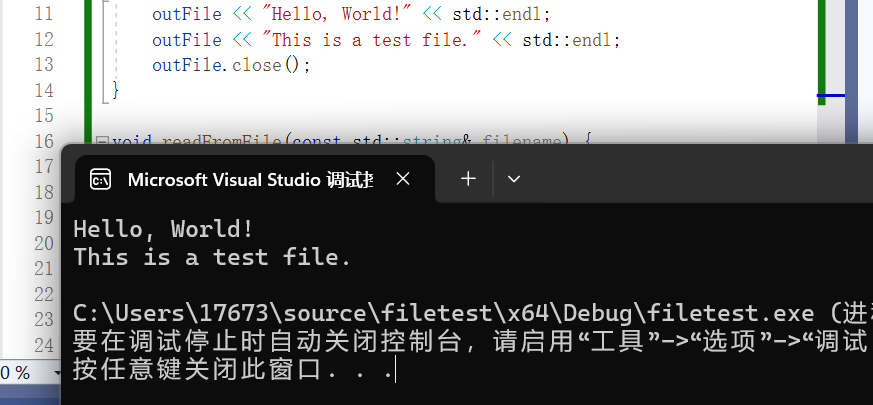 11 outFile << "Hello, World!" << std::endl;
12 outFile << "This is a test file." << std::endl;
13 outFile.close();
14 }
15
16 void readFromFile(const std::string& filename) {
17
Microsoft Visual Studio 调试
18
19
Hello, World!
20
This is a test file.
21
22
C:\Users\17673\source\filetest\x64\Debug\filetest.exe (进
23
要在调试停止时自动关闭控制台，请启用“工具”->“选项”->“调试
24
按任意键关闭此窗口. . .
0 %